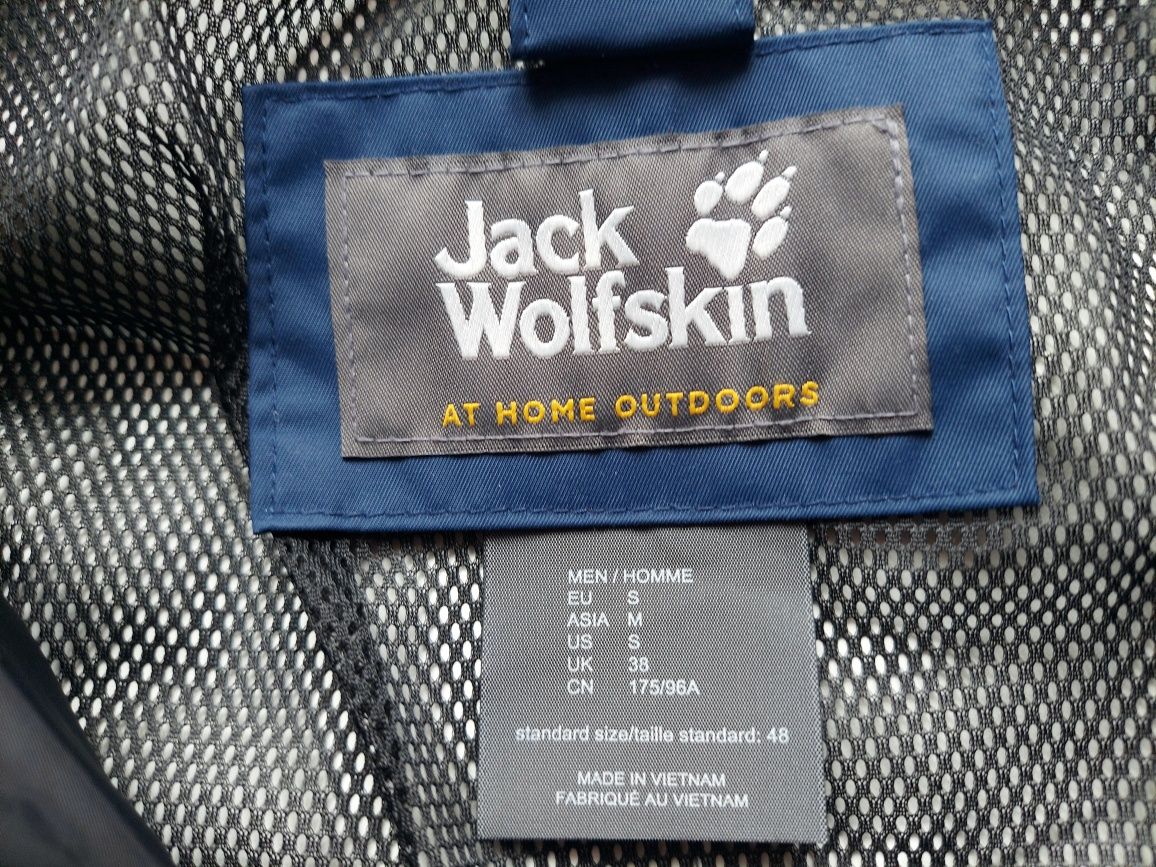 Jack
Wolfskin
AT HOME OUTDOORS
MEN / HOMME
EU S
ASIA M
US S
UK 38
CN 175/96A
standard size/taille standard: 48
MADE IN VIETNAM
FABRIQUÉ AU VIETNAM